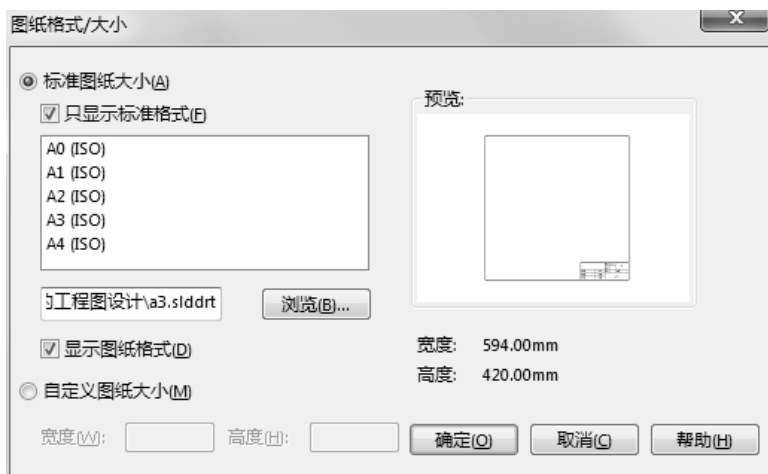 图纸格式/大小
标准图纸大小(A)
只显示标准格式(F)
预览:
A0 (ISO)
A1 (ISO)
A2 (ISO)
A3 (ISO)
A4 (ISO)
工程图设计\a3.slddrt
浏览(B)...
显示图纸格式(D)
宽度: 594.00mm
高度: 420.00mm
自定义图纸大小(M)
宽度(W): 高度(H): 确定(O) 取消(C) 帮助(H)